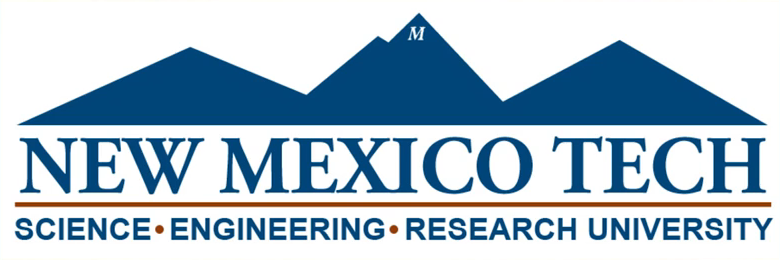 M
NEW MEXICO TECH
SCIENCE • ENGINEERING • RESEARCH UNIVERSITY